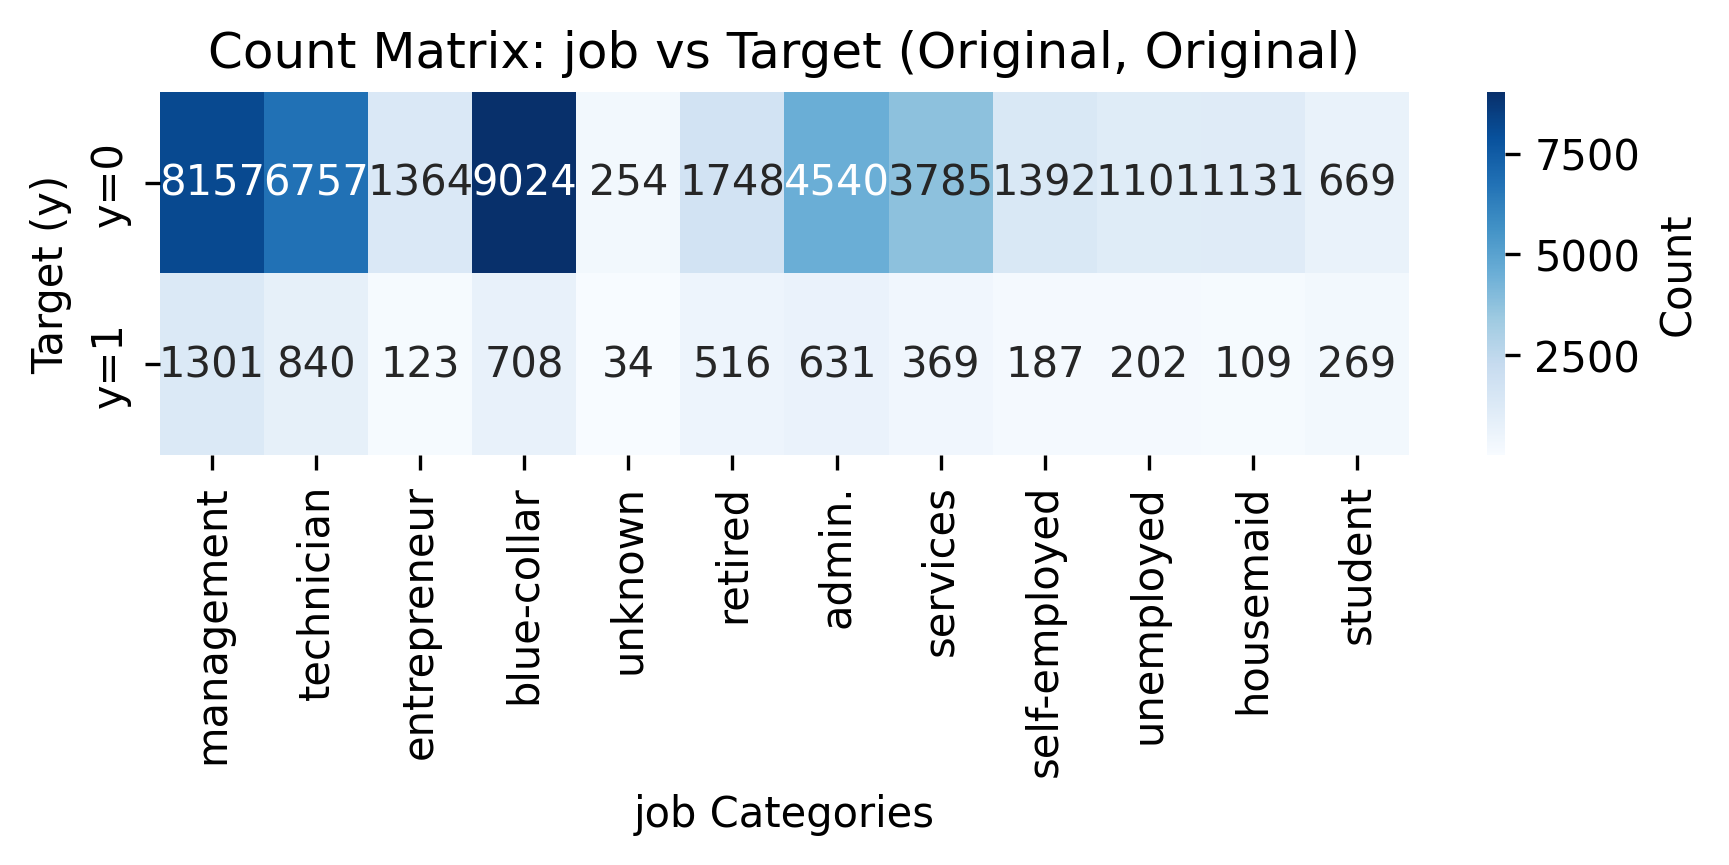 Count Matrix: job vs Target (Original, Original)
Target (y)
y=0
8157 6757 1364 9024 254 1748 4540 3785 1392 1101 1131 669
y=1
1301 840 123 708 34 516 631 369 187 202 109 269
management
technician
entrepreneur
blue-collar
unknown
retired
admin.
services
self-employed
unemployed
housemaid
student
job Categories
7500
5000
2500
Count